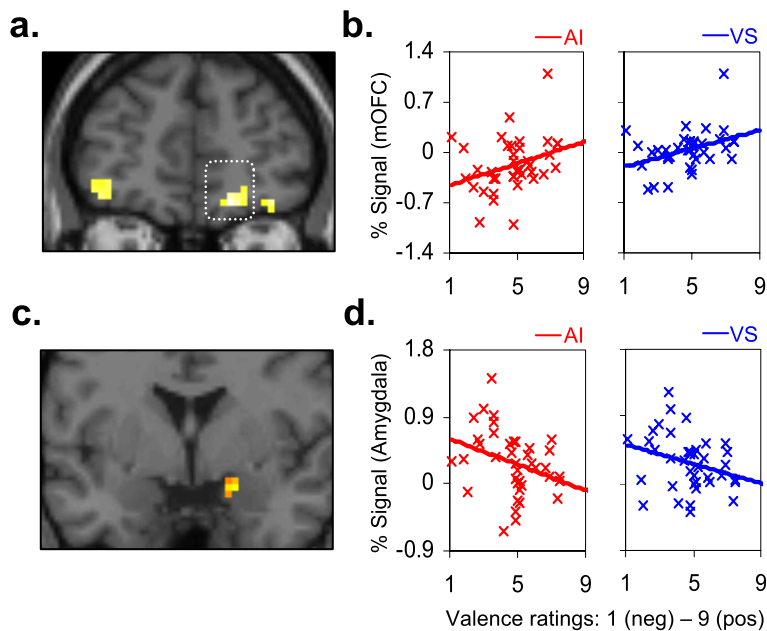 a.
b.
AI
VS
1.4
0.7
0
-0.7
-1.4
% Signal (mOFC)
1 5 9
1 5 9
c.
d.
AI
VS
1.8
0.9
0
-0.9
% Signal (Amygdala)
1 5 9
1 5 9
Valence ratings: 1 (neg) – 9 (pos)